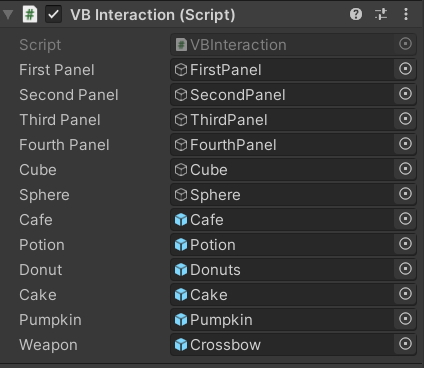 # VB Interaction (Script)
Script # VBInteraction
First Panel FirstPanel
Second Panel SecondPanel
Third Panel ThirdPanel
Fourth Panel FourthPanel
Cube Cube
Sphere Sphere
Cafe Cafe
Potion Potion
Donut Donuts
Cake Cake
Pumpkin Pumpkin
Weapon Crossbow